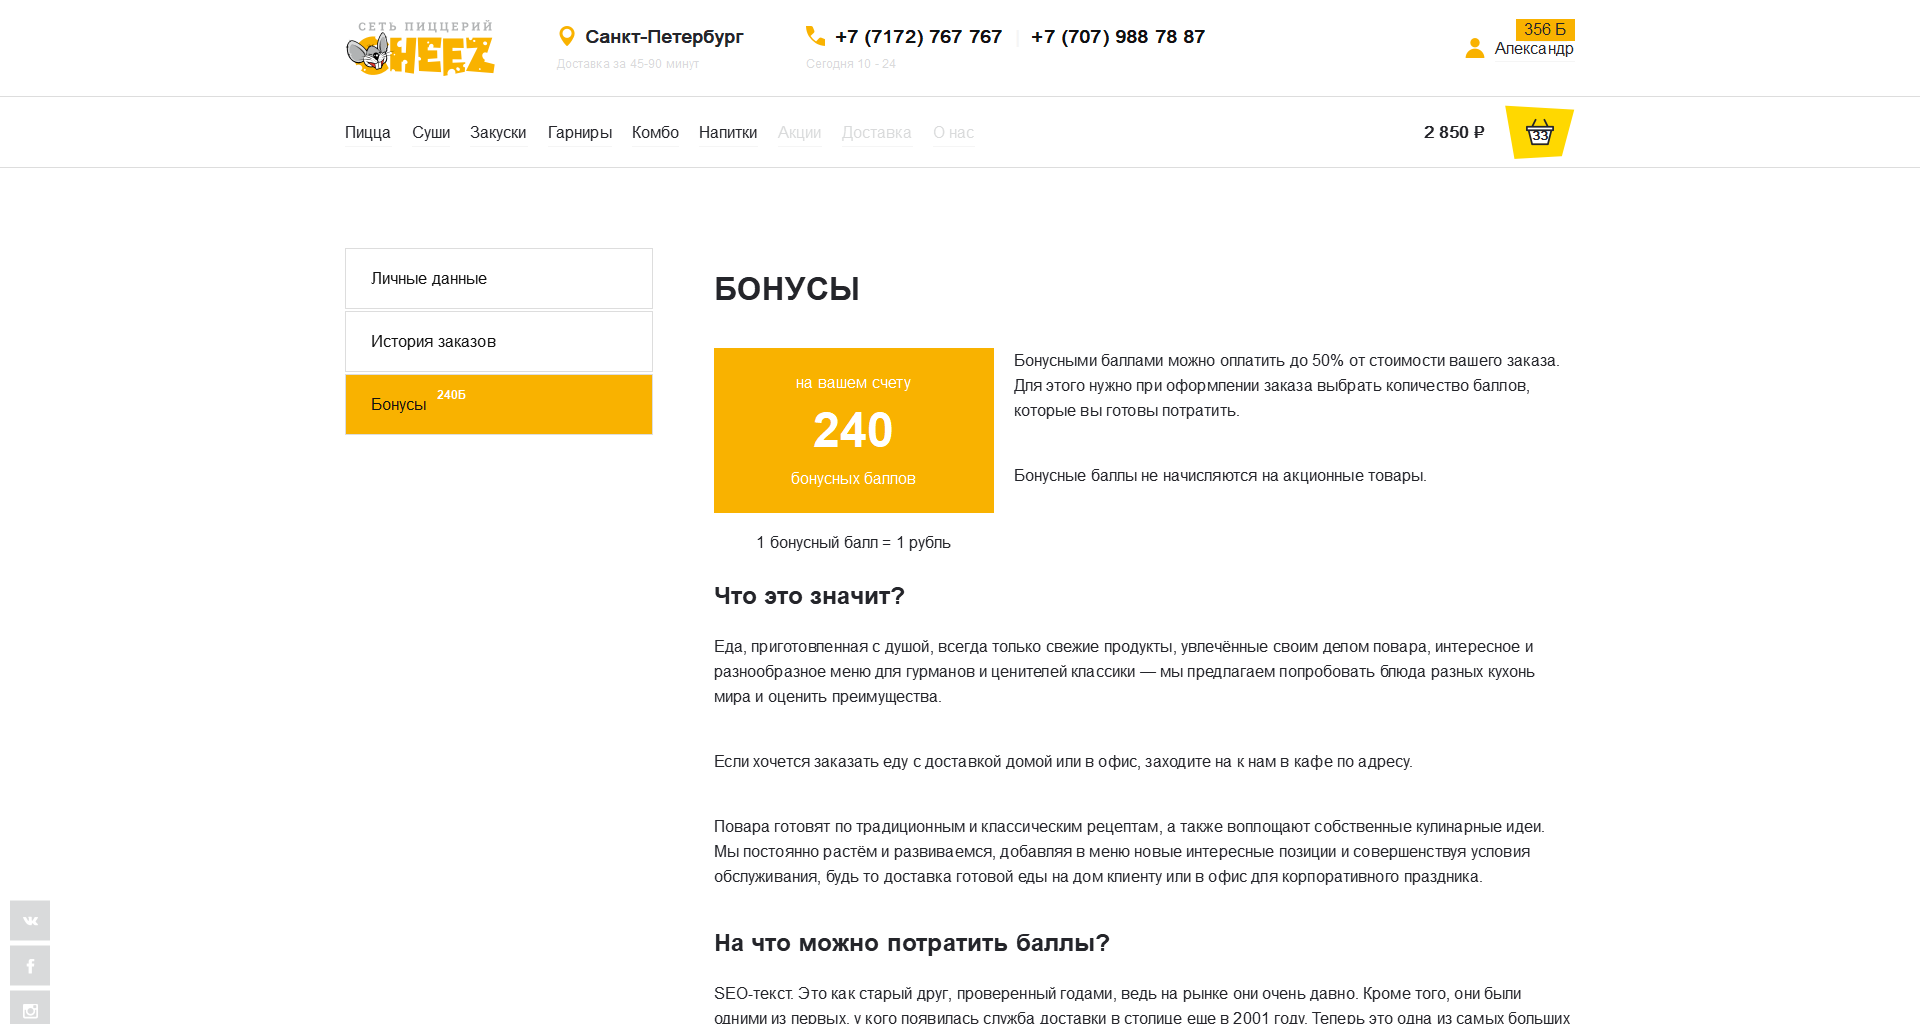 СЕТЬ ПИЦЦЕРИЙ
CHEEZ
Санкт-Петербург
Доставка за 45-90 минут
+7 (7172) 767 767 | +7 (707) 988 78 87
Сегодня 10 - 24
356 Б
Александр
Пицца Суши Закуски Гарниры Комбо Напитки Акции Доставка О нас
2 850 ₽
33
Личные данные
История заказов
Бонусы 240Б
БОНУСЫ
на вашем счету
240
бонусных баллов
1 бонусный балл = 1 рубль
Бонусными баллами можно оплатить до 50% от стоимости вашего заказа.
Для этого нужно при оформлении заказа выбрать количество баллов,
которые вы готовы потратить.
Бонусные баллы не начисляются на акционные товары.
Что это значит?
Еда, приготовленная с душой, всегда только свежие продукты, увлечённые своим делом повара, интересное и
разнообразное меню для гурманов и ценителей классики — мы предлагаем попробовать блюда разных кухонь
мира и оценить преимущества.
Если хочется заказать еду с доставкой домой или в офис, заходите на к нам в кафе по адресу.
Повара готовят по традиционным и классическим рецептам, а также воплощают собственные кулинарные идеи.
Мы постоянно растём и развиваемся, добавляя в меню новые интересные позиции и совершенствуя условия
обслуживания, будь то доставка готовой еды на дом клиенту или в офис для корпоративного праздника.
На что можно потратить баллы?
SEO-текст. Это как старый друг, проверенный годами, ведь на рынке они очень давно. Кроме того, они были
одними из первых, у кого появилась служба доставки в столице еще в 2001 году. Теперь это одна из самых больших